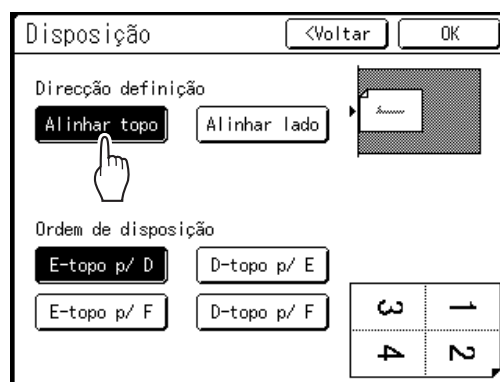 Disposição <Voltar OK
Direcção definição
Alinhar topo Alinhar lado
Ordem de disposição
E-topo p/ D D-topo p/ E
E-topo p/ F D-topo p/ F
3 1
4 2